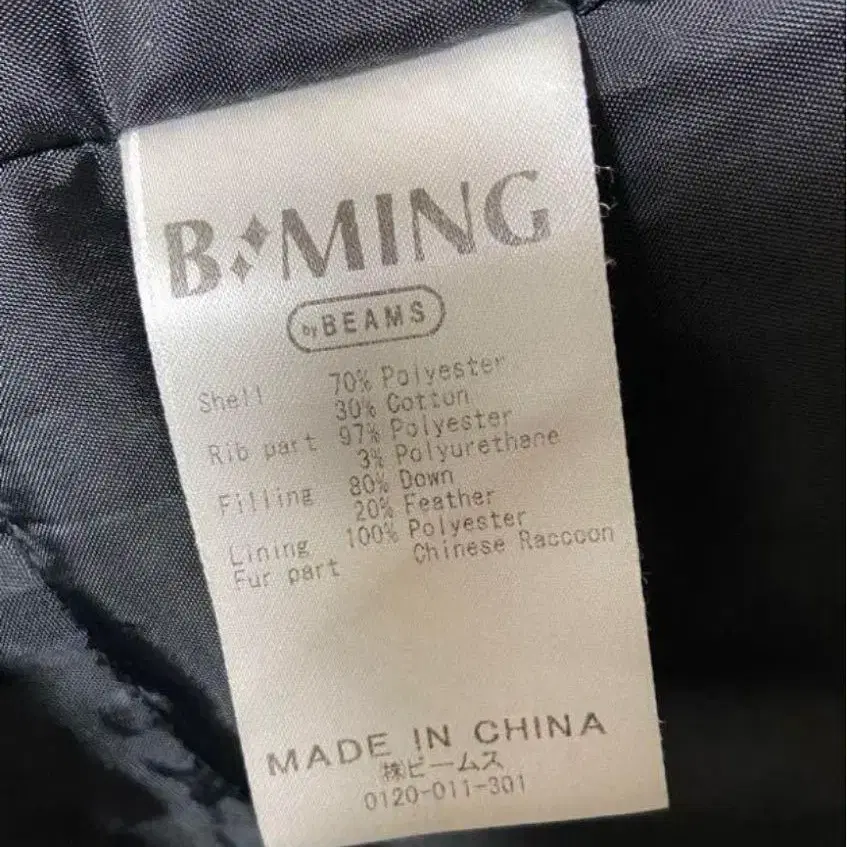 B MING
by BEAMS
Shell 70% Polyester
30% Cotton
Rib part 97% Polyester
3% Polyurethane
Filling 80% Down
20% Feather
Lining 100% Polyester
Fur part Chinese Raccoon
MADE IN CHINA
㈱ビームス
0120-011-301